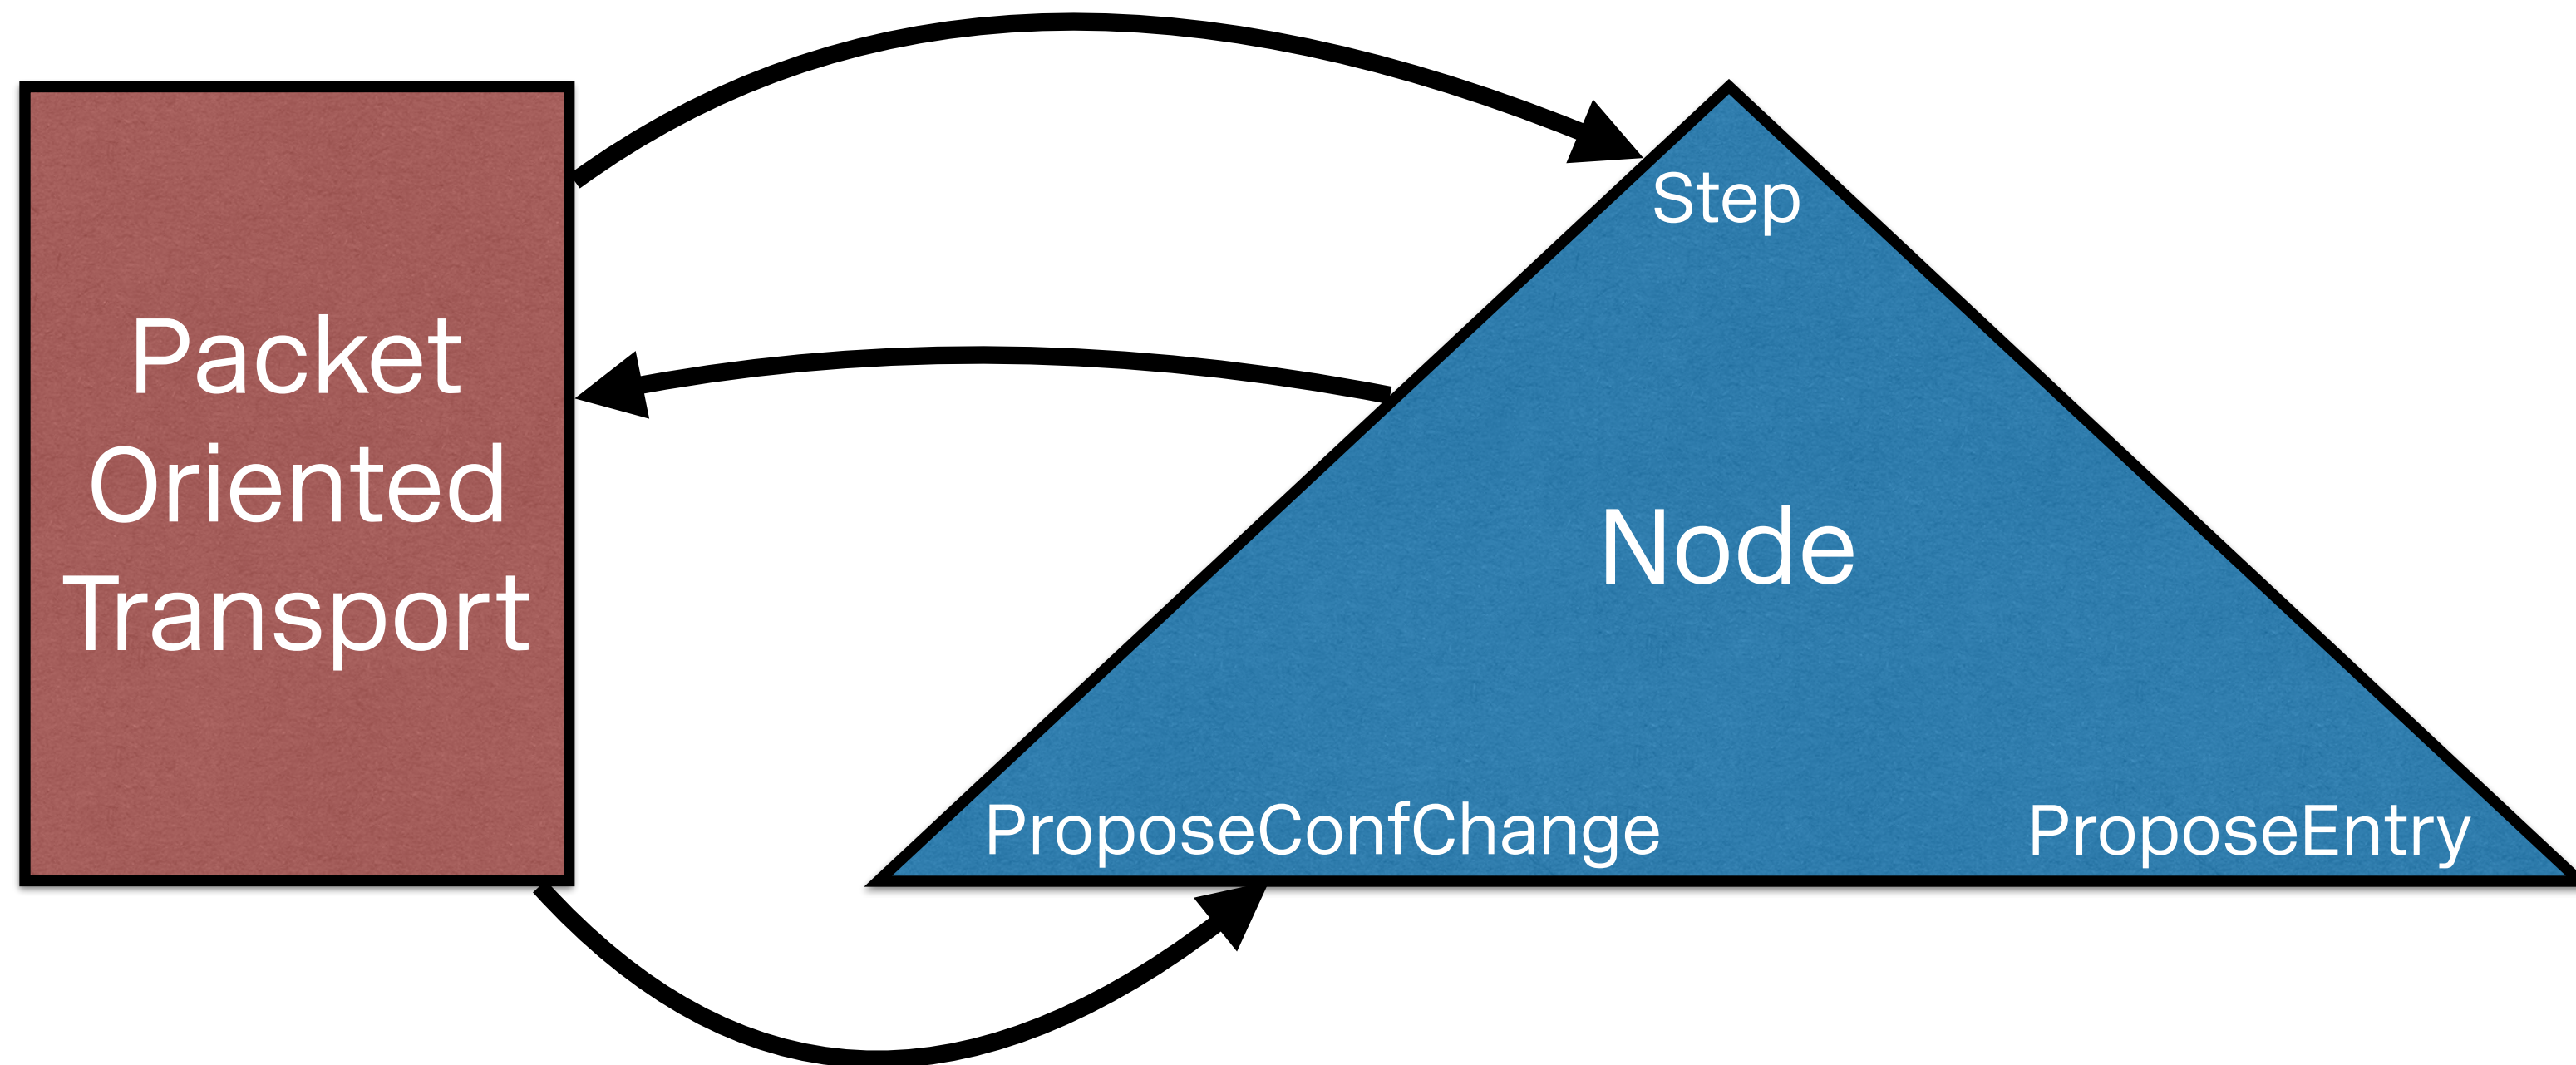 Packet
Oriented
Transport
Step
Node
ProposeConfChange
ProposeEntry